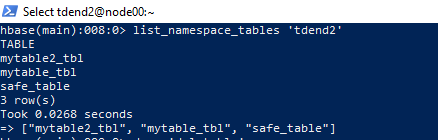 Select tdend2@node00:~
hbase(main):008:0> list_namespace_tables 'tdend2'
TABLE
mytable2_tbl
mytable_tbl
safe_table
3 row(s)
Took 0.0268 seconds
=> ["mytable2_tbl", "mytable_tbl", "safe_table"]